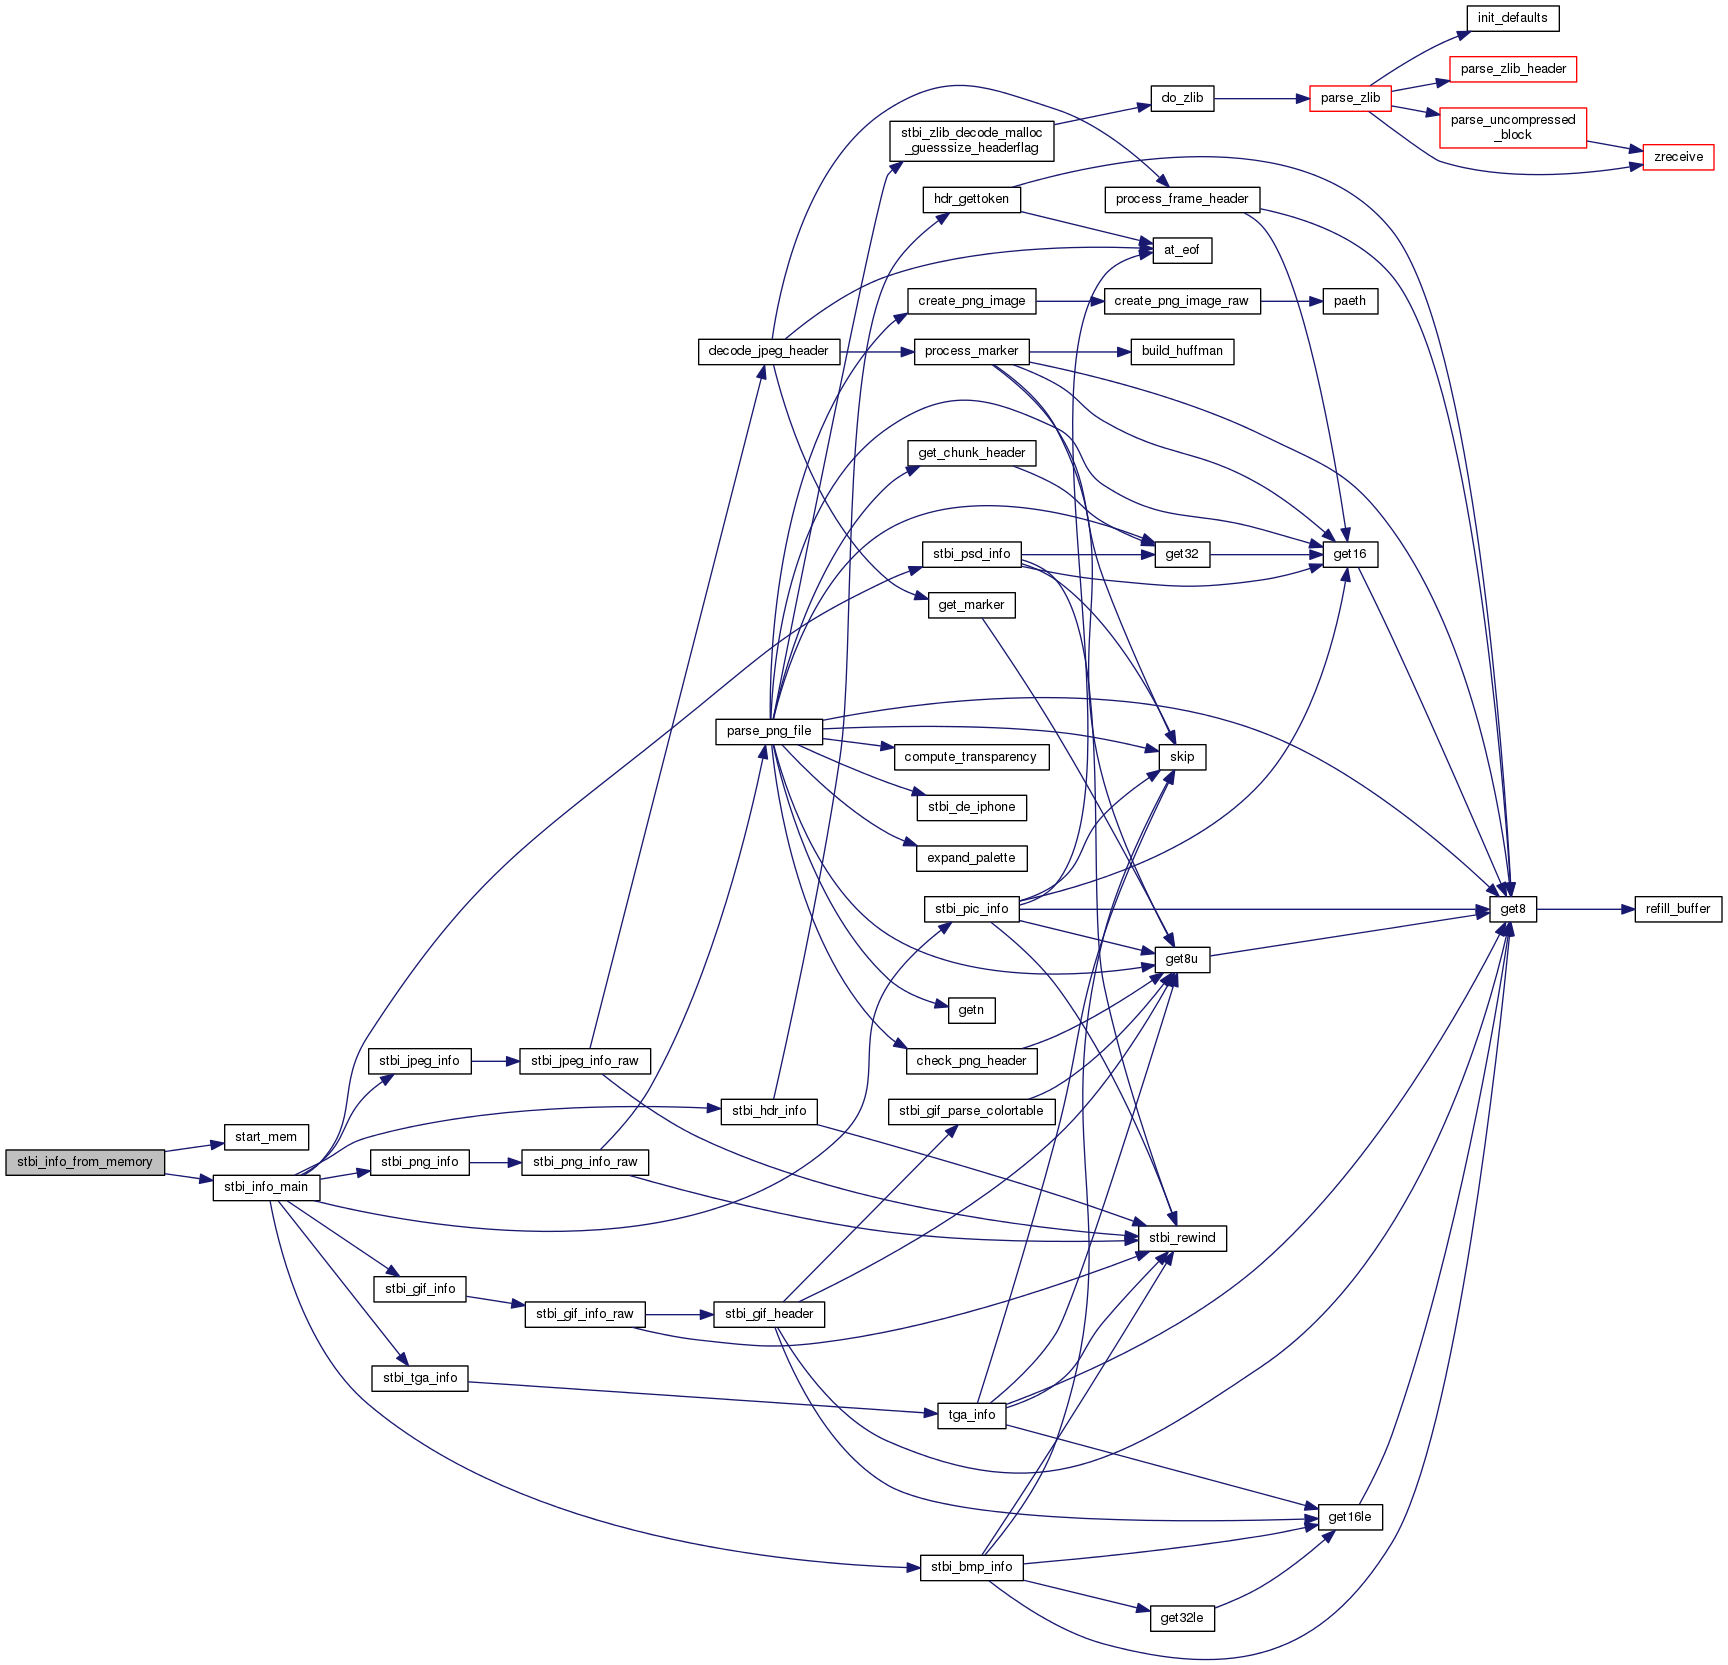 init_defaults
parse_zlib_header
do_zlib
parse_zlib
stbi_zlib_decode_malloc
_guesssize_headerflag
parse_uncompressed
_block
zreceive
hdr_gettoken
process_frame_header
at_eof
create_png_image
create_png_image_raw
paeth
decode_jpeg_header
process_marker
build_huffman
get_chunk_header
stbi_psd_info
get32
get16
get_marker
parse_png_file
compute_transparency
skip
stbi_de_iphone
expand_palette
stbi_pic_info
get8
refill_buffer
get8u
getn
stbi_jpeg_info
stbi_jpeg_info_raw
check_png_header
stbi_hdr_info
stbi_gif_parse_colortable
start_mem
stbi_info_from_memory
stbi_png_info
stbi_png_info_raw
stbi_info_main
stbi_rewind
stbi_gif_info
stbi_gif_info_raw
stbi_gif_header
stbi_tga_info
tga_info
get16le
stbi_bmp_info
get32le